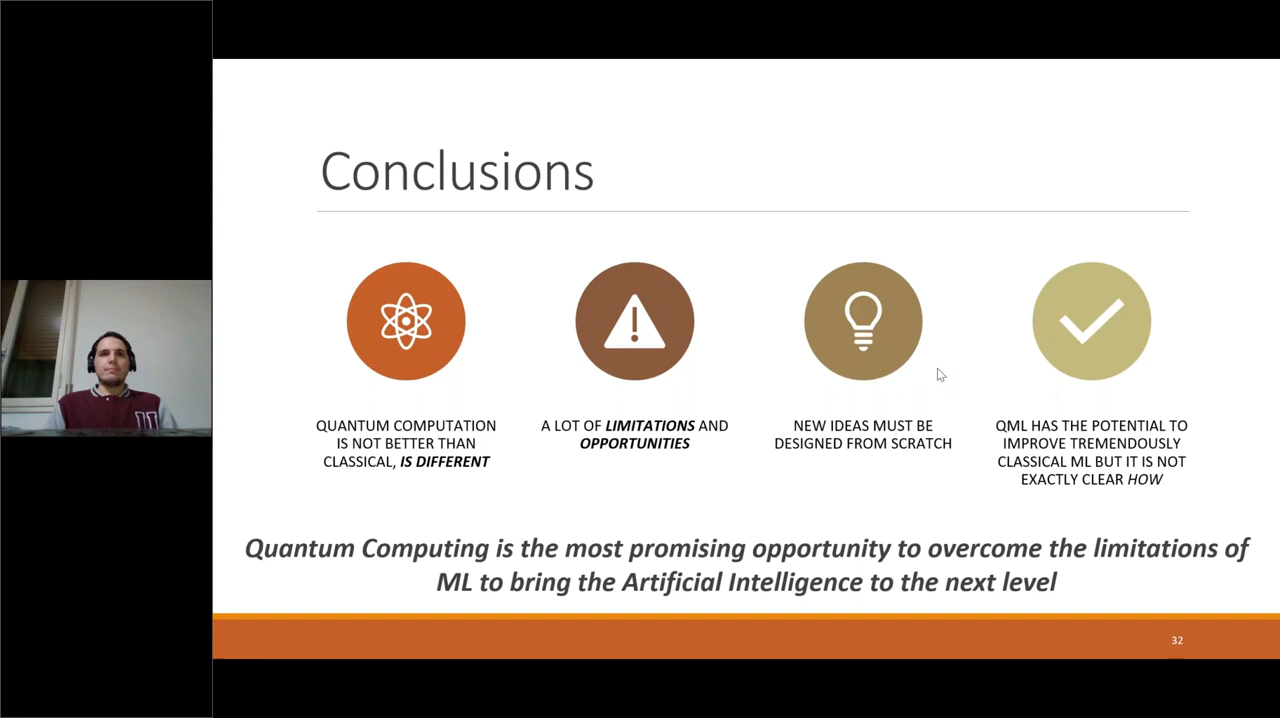 Conclusions
QUANTUM COMPUTATION
IS NOT BETTER THAN
CLASSICAL, IS DIFFERENT
A LOT OF LIMITATIONS AND
OPPORTUNITIES
NEW IDEAS MUST BE
DESIGNED FROM SCRATCH
QML HAS THE POTENTIAL TO
IMPROVE TREMENDOUSLY
CLASSICAL ML BUT IT IS NOT
EXACTLY CLEAR HOW
Quantum Computing is the most promising opportunity to overcome the limitations of
ML to bring the Artificial Intelligence to the next level
32